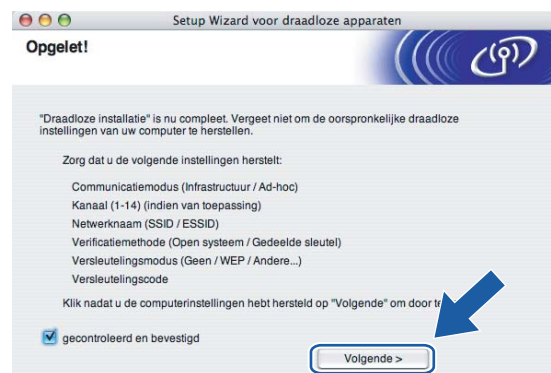 Setup Wizard voor draadloze apparaten
Opgelet!
"Draadloze installatie" is nu compleet. Vergeet niet om de oorspronkelijke draadloze
instellingen van uw computer te herstellen.
Zorg dat u de volgende instellingen herstelt:
Communicatiemodus (Infrastructuur / Ad-hoc)
Kanaal (1-14) (indien van toepassing)
Netwerknaam (SSID / ESSID)
Verificatiemethode (Open systeem / Gedeelde sleutel)
Versleutelingsmodus (Geen / WEP / Andere...)
Versleutelingscode
Klik nadat u de computerinstellingen hebt hersteld op "Volgende" om door
gecontroleerd en bevestigd
Volgende >